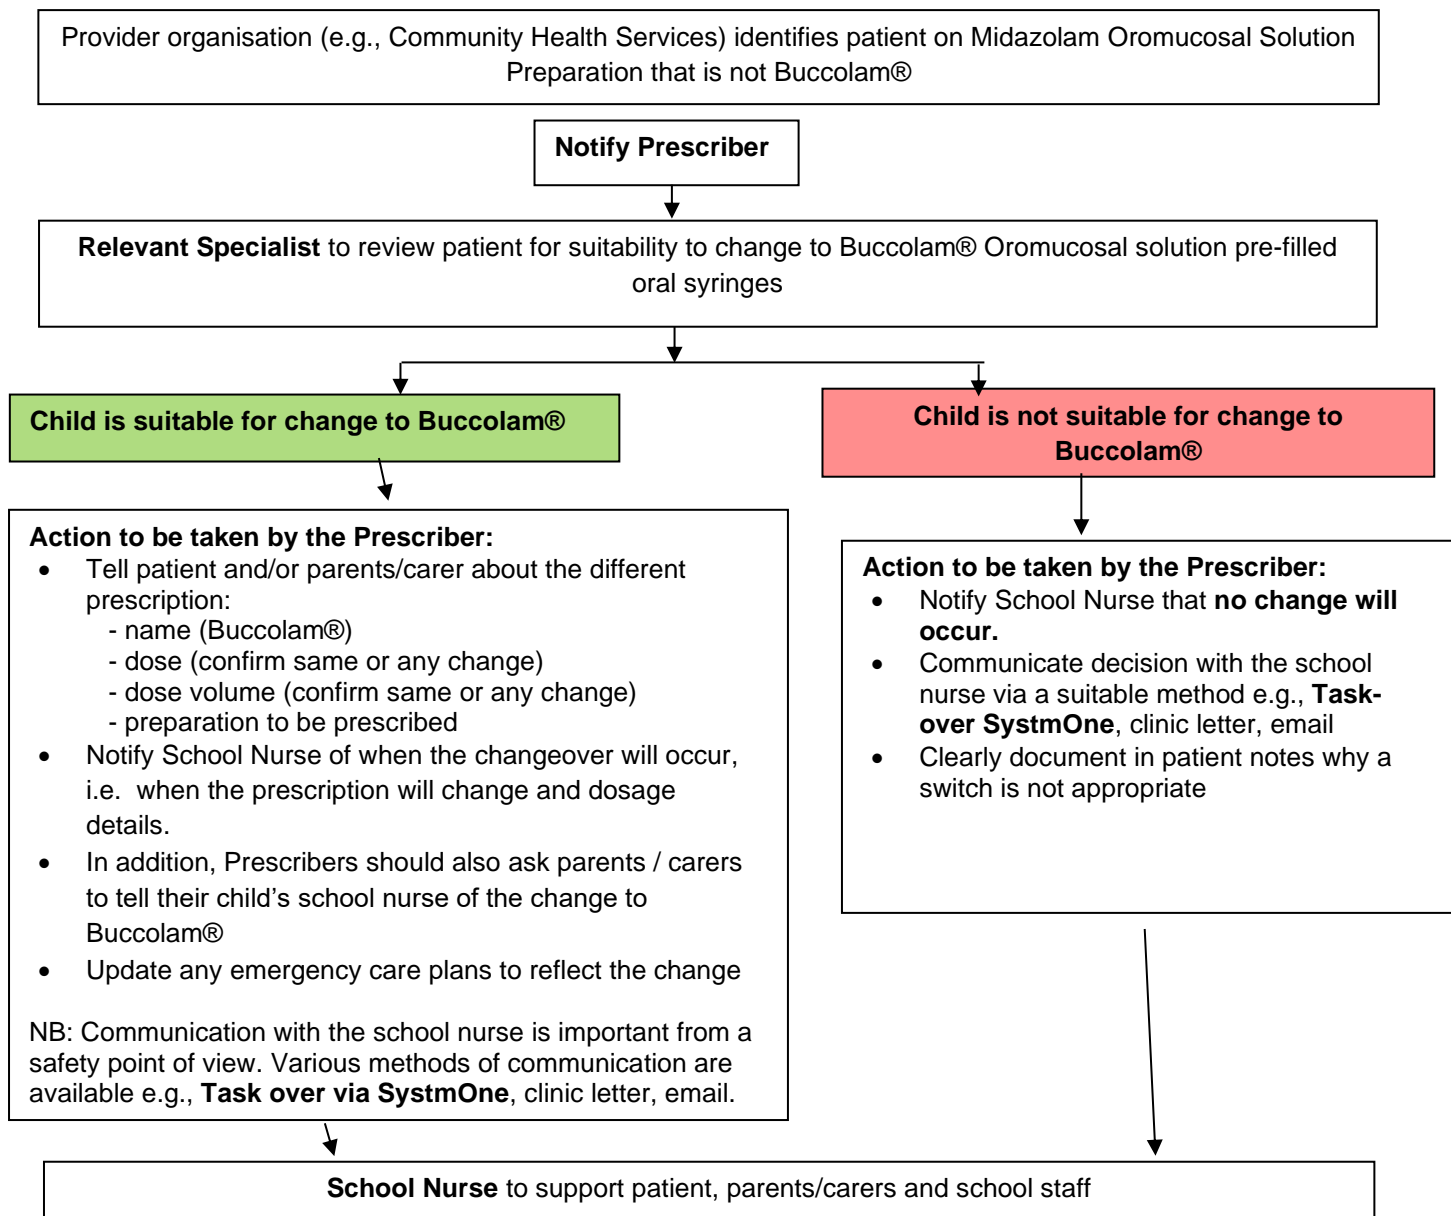 Provider organisation (e.g., Community Health Services) identifies patient on Midazolam Oromucosal Solution
Preparation that is not Buccolam®
Notify Prescriber
Relevant Specialist to review patient for suitability to change to Buccolam® Oromucosal solution pre-filled
oral syringes
Child is suitable for change to Buccolam®
Action to be taken by the Prescriber:
• Tell patient and/or parents/carer about the different
prescription:
- name (Buccolam®)
- dose (confirm same or any change)
- dose volume (confirm same or any change)
- preparation to be prescribed
• Notify School Nurse of when the changeover will occur,
i.e. when the prescription will change and dosage
details.
• In addition, Prescribers should also ask parents / carers
to tell their child's school nurse of the change to
Buccolam®
• Update any emergency care plans to reflect the change
NB: Communication with the school nurse is important from a
safety point of view. Various methods of communication are
available e.g., Task over via SystmOne, clinic letter, email.
Child is not suitable for change to
Buccolam®
Action to be taken by the Prescriber:
• Notify School Nurse that no change will
occur.
• Communicate decision with the school
nurse via a suitable method e.g., Task-
over SystmOne, clinic letter, email
• Clearly document in patient notes why a
switch is not appropriate
School Nurse to support patient, parents/carers and school staff